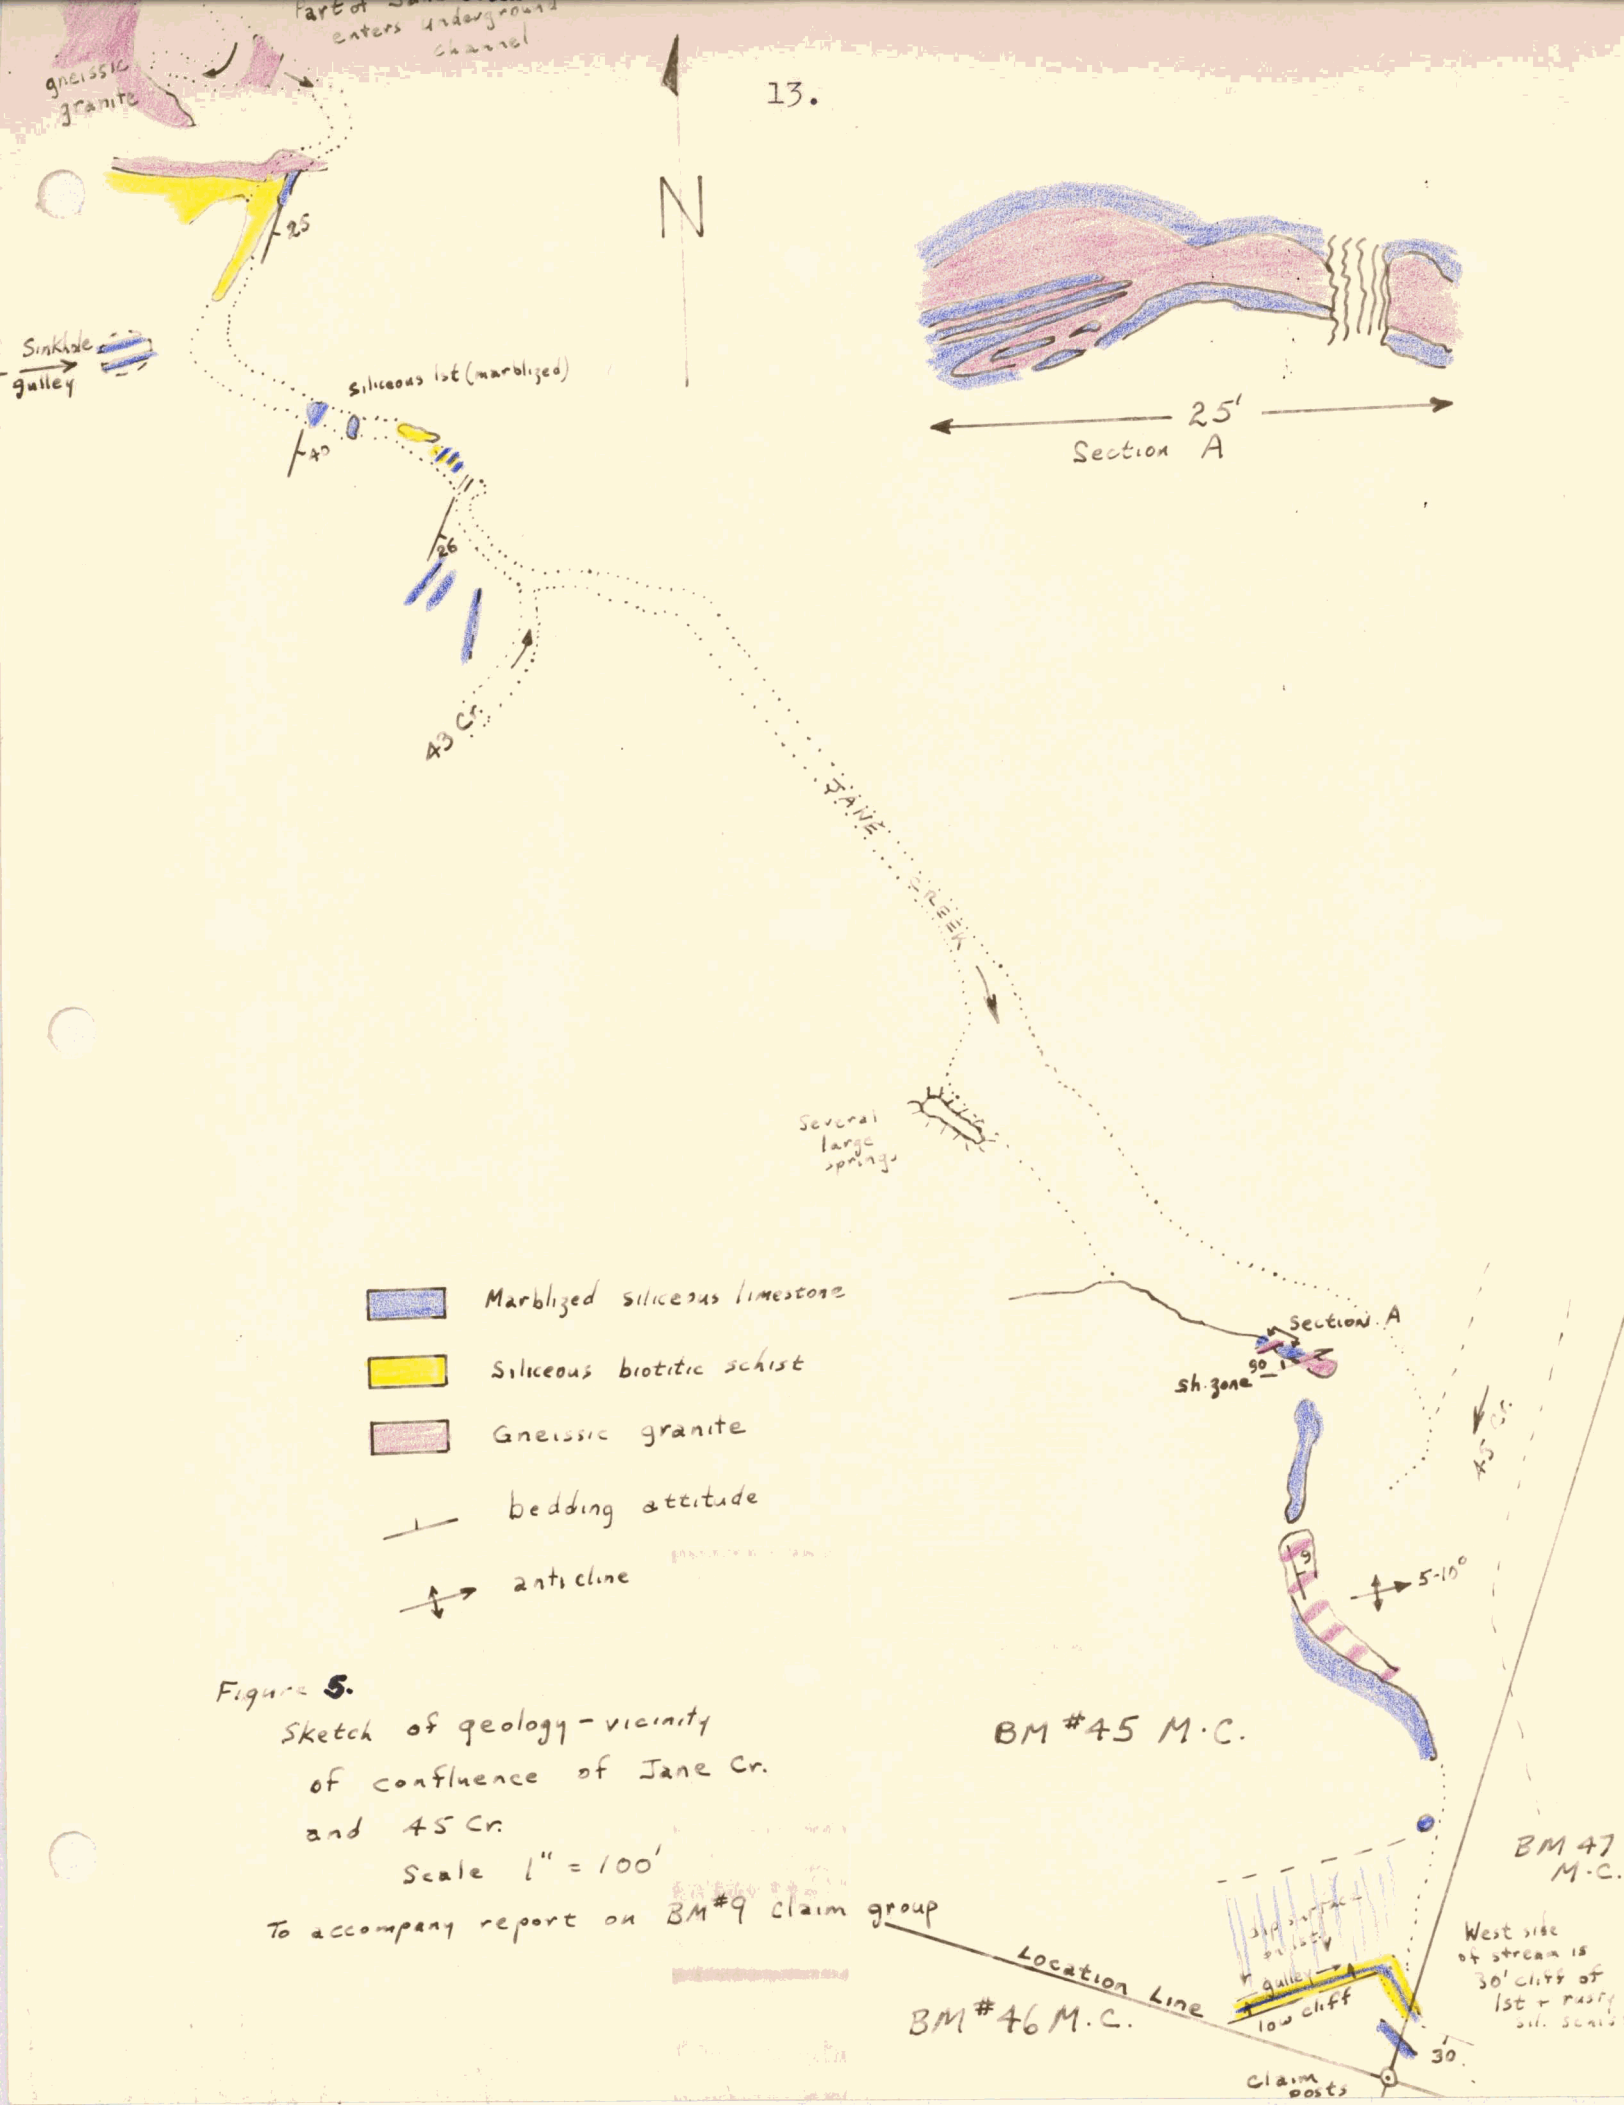 Part of
enters underground
channel
gneissic
granite
13.
N
25
Sinkhole
gulley
siliceous lst (marblized)
40
26
43 Cr.
25'
Section A
JANE CREEK
Several
large
springs
Section A
90
sh. zone
45 Cr.
Marblized siliceous limestone
Siliceous biotitic schist
Gneissic granite
bedding attitude
anticline
5-10°
Figure 5.
Sketch of geology - vicinity
of confluence of Jane Cr.
and 45 Cr.
Scale 1" = 100'
To accompany report on BM #9 claim group
BM #45 M.C.
BM 47
M.C.
Location Line
BM #46 M.C.
gulley
low cliff
West side
of stream is
30' cliff of
lst + rusty
sil.
30
claim
posts